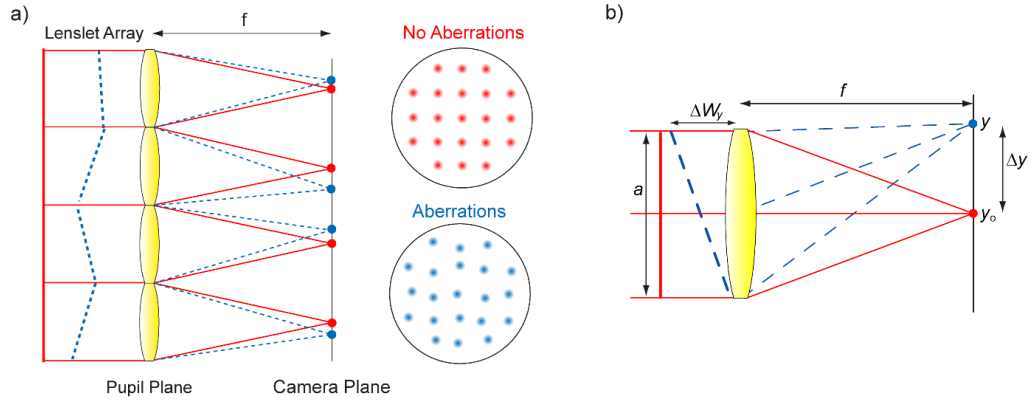 a)
Lenslet Array
f
No Aberrations
Aberrations
Pupil Plane
Camera Plane
b)
f
ΔWy
y
a
Δy
yo